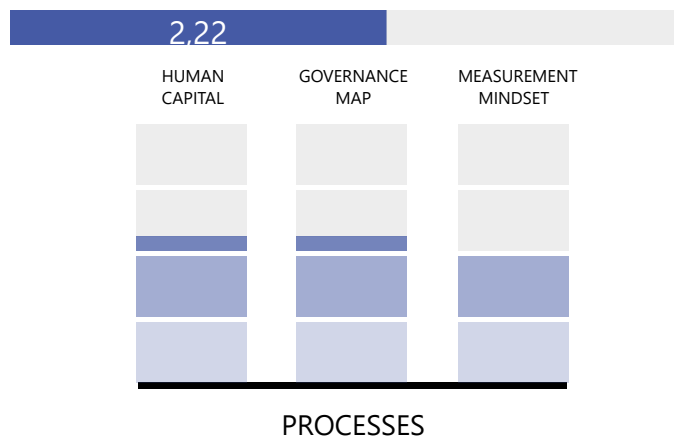 2,22
HUMAN
CAPITAL
GOVERNANCE
MAP
MEASUREMENT
MINDSET
PROCESSES